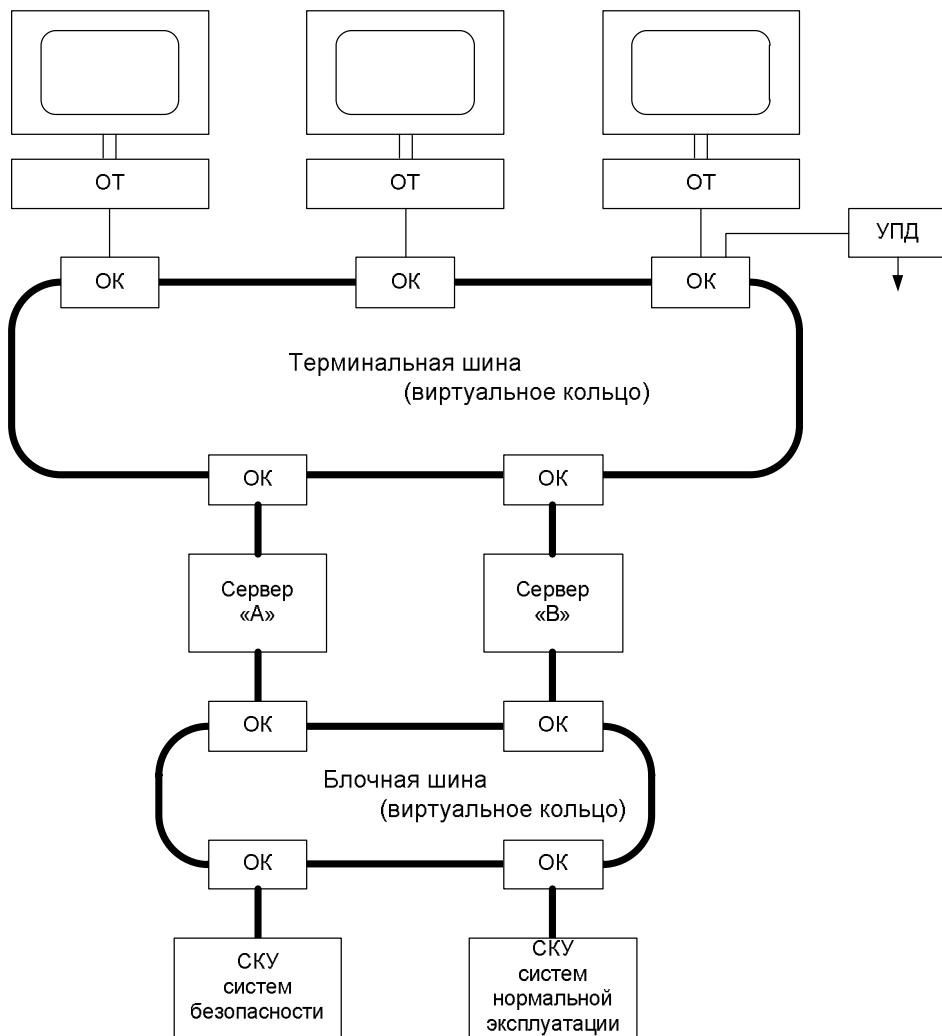 ОТ
ОТ
ОТ
УПД
ОК
ОК
ОК
Терминальная шина
(виртуальное кольцо)
ОК
ОК
Сервер
«А»
Сервер
«В»
ОК
ОК
Блочная шина
(виртуальное кольцо)
ОК
ОК
СКУ
систем
безопасности
СКУ
систем
нормальной
эксплуатации